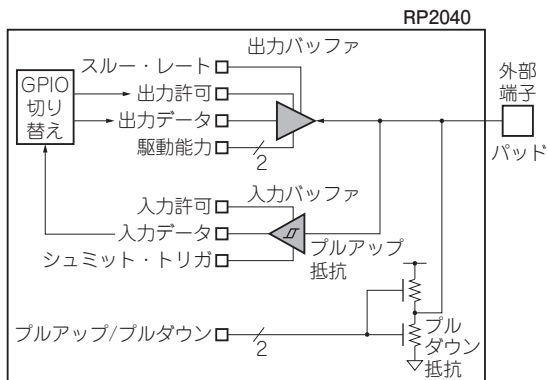 RP2040
出力バッファ
スルー・レート
GPIO
切り
替え
出力許可
出力データ
駆動能力
2
外部
端子
パッド
入力バッファ
入力許可
入力データ
シュミット・トリガ
プルアップ
抵抗
プルアップ/プルダウン
2
プル
ダウン
抵抗